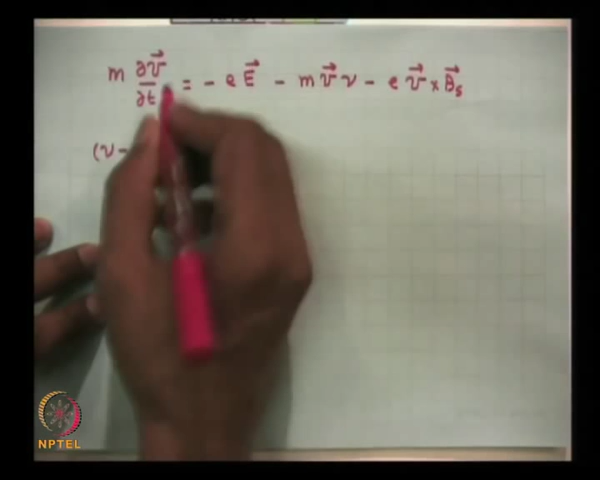 m ∂v⃗/∂t = - e E⃗ - m v⃗ ν - e v⃗ × B⃗s
(ν -
NPTEL